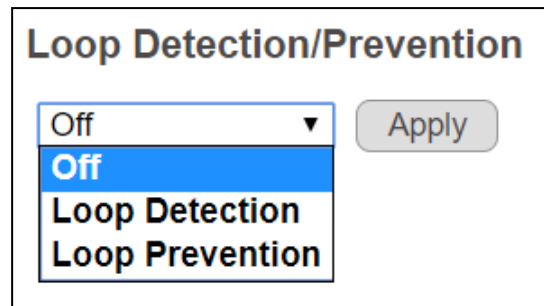 Loop Detection/Prevention
Off Apply
Off
Loop Detection
Loop Prevention